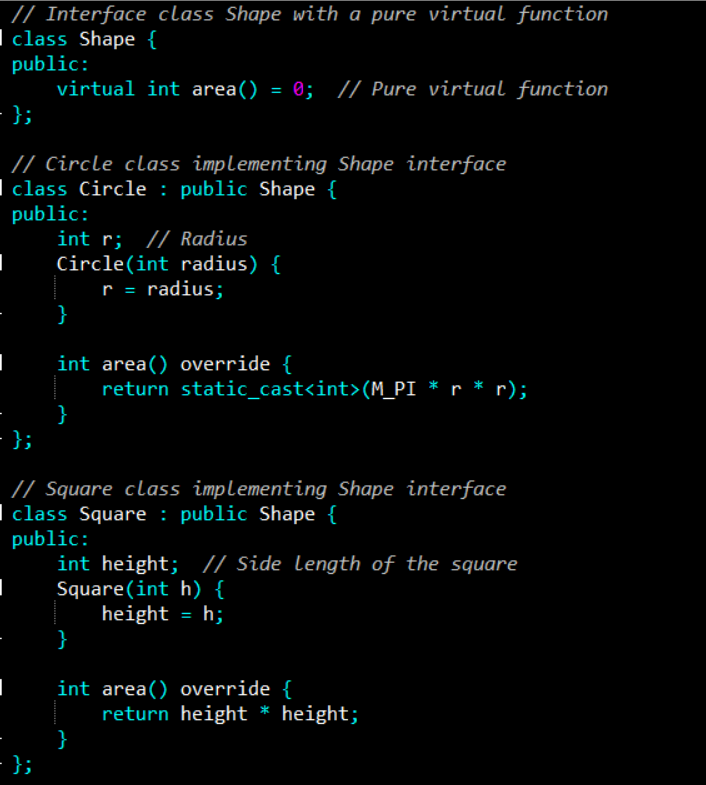 // Interface class Shape with a pure virtual function
class Shape {
public:
    virtual int area() = 0;  // Pure virtual function
};

// Circle class implementing Shape interface
class Circle : public Shape {
public:
    int r;  // Radius
    Circle(int radius) {
        r = radius;
    }

    int area() override {
        return static_cast<int>(M_PI * r * r);
    }
};

// Square class implementing Shape interface
class Square : public Shape {
public:
    int height;  // Side length of the square
    Square(int h) {
        height = h;
    }

    int area() override {
        return height * height;
    }
};